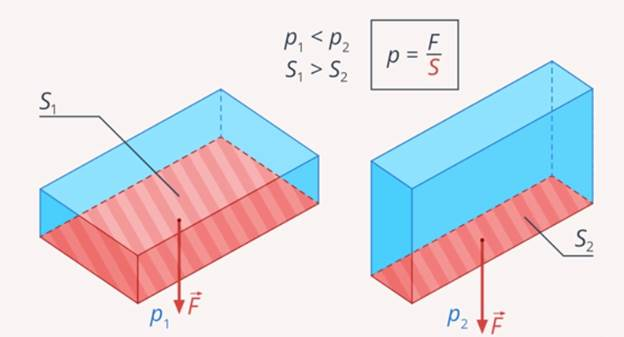 p₁ < p₂
S₁ > S₂
p = F/S
S₁
S₂
p₁
F⃗
p₂
F⃗